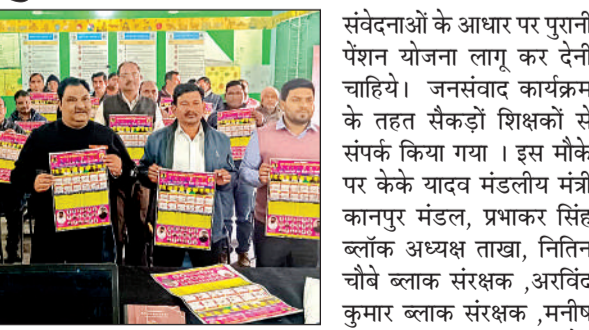 संवेदनाओं के आधार पर पुरानी
पेंशन योजना लागू कर देनी
चाहिये। जनसंवाद कार्यक्रम
के तहत सैकड़ों शिक्षकों से
संपर्क किया गया । इस मौके
पर केके यादव मंडलीय मंत्री
कानपुर मंडल, प्रभाकर सिंह
ब्लॉक अध्यक्ष ताखा, नितिन
चौबे ब्लाक संरक्षक ,अरविंद
कुमार ब्लाक संरक्षक ,मनीष